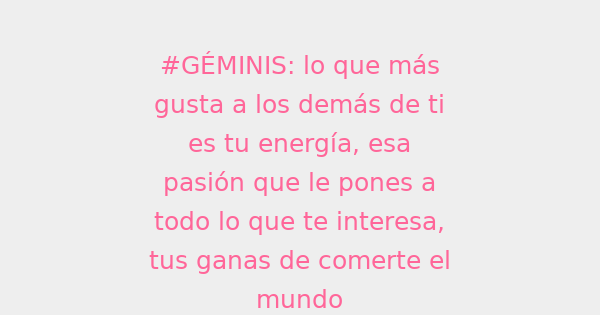 #GÉMINIS: lo que más
gusta a los demás de ti
es tu energía, esa
pasión que le pones a
todo lo que te interesa,
tus ganas de comerte el
mundo